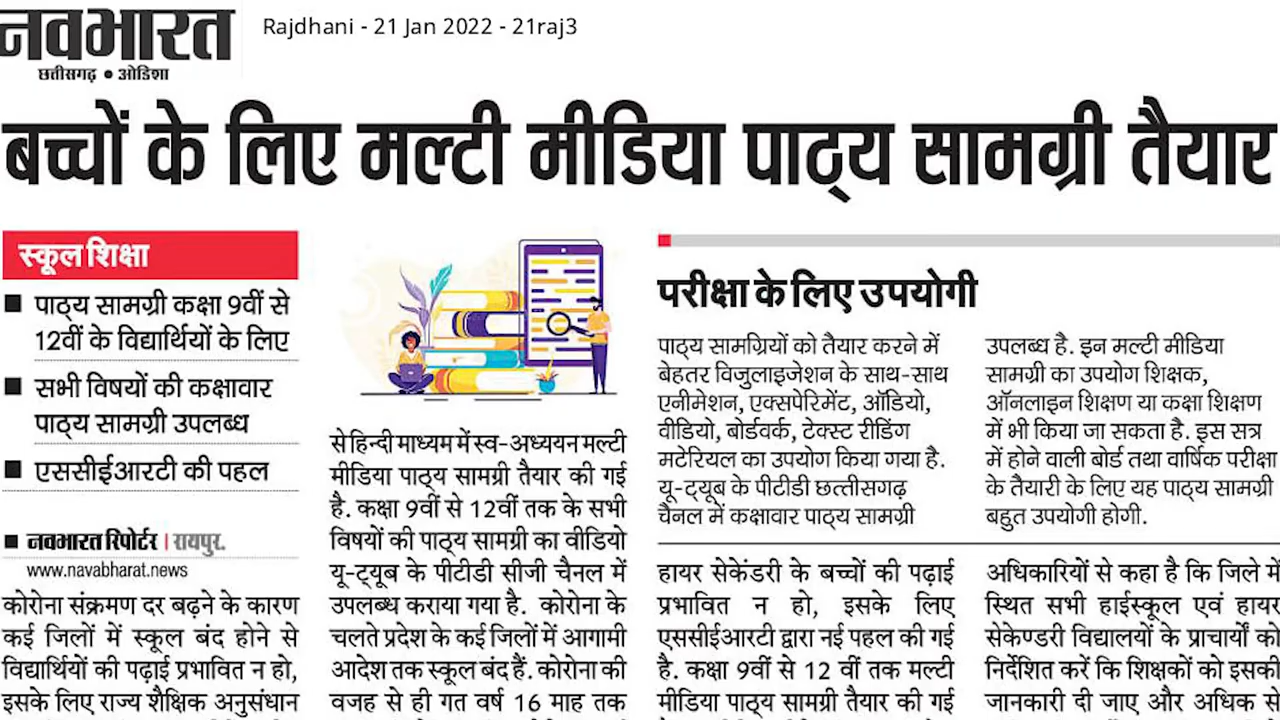 नवभारत
छत्तीसगढ़ • ओडिशा
Rajdhani - 21 Jan 2022 - 21raj3
बच्चों के लिए मल्टी मीडिया पाठ्य सामग्री तैयार
स्कूल शिक्षा
■ पाठ्य सामग्री कक्षा 9वीं से
12वीं के विद्यार्थियों के लिए
■ सभी विषयों की कक्षावार
पाठ्य सामग्री उपलब्ध
■ एससीईआरटी की पहल
■ नवभारत रिपोर्टर | रायपुर.
www.navabharat.news
कोरोना संक्रमण दर बढ़ने के कारण
कई जिलों में स्कूल बंद होने से
विद्यार्थियों की पढ़ाई प्रभावित न हो,
इसके लिए राज्य शैक्षिक अनुसंधान
से हिन्दी माध्यम में स्व-अध्ययन मल्टी
मीडिया पाठ्य सामग्री तैयार की गई
है. कक्षा 9वीं से 12वीं तक के सभी
विषयों की पाठ्य सामग्री का वीडियो
यू-ट्यूब के पीटीडी सीजी चैनल में
उपलब्ध कराया गया है. कोरोना के
चलते प्रदेश के कई जिलों में आगामी
आदेश तक स्कूल बंद हैं. कोरोना की
वजह से ही गत वर्ष 16 माह तक
परीक्षा के लिए उपयोगी
पाठ्य सामग्रियों को तैयार करने में
बेहतर विजुलाइजेशन के साथ-साथ
एनीमेशन, एक्सपेरिमेंट, ऑडियो,
वीडियो, बोर्डवर्क, टेक्स्ट रीडिंग
मटेरियल का उपयोग किया गया है.
यू-ट्यूब के पीटीडी छत्तीसगढ़
चैनल में कक्षावार पाठ्य सामग्री
उपलब्ध है. इन मल्टी मीडिया
सामग्री का उपयोग शिक्षक,
ऑनलाइन शिक्षण या कक्षा शिक्षण
में भी किया जा सकता है. इस सत्र
में होने वाली बोर्ड तथा वार्षिक परीक्षा
के तैयारी के लिए यह पाठ्य सामग्री
बहुत उपयोगी होगी.
हायर सेकेंडरी के बच्चों की पढ़ाई
प्रभावित न हो, इसके लिए
एससीईआरटी द्वारा नई पहल की गई
है. कक्षा 9वीं से 12 वीं तक मल्टी
मीडिया पाठ्य सामग्री तैयार की गई
अधिकारियों से कहा है कि जिले में
स्थित सभी हाईस्कूल एवं हायर
सेकेण्डरी विद्यालयों के प्राचार्यों को
निर्देशित करें कि शिक्षकों को इसकी
जानकारी दी जाए और अधिक से